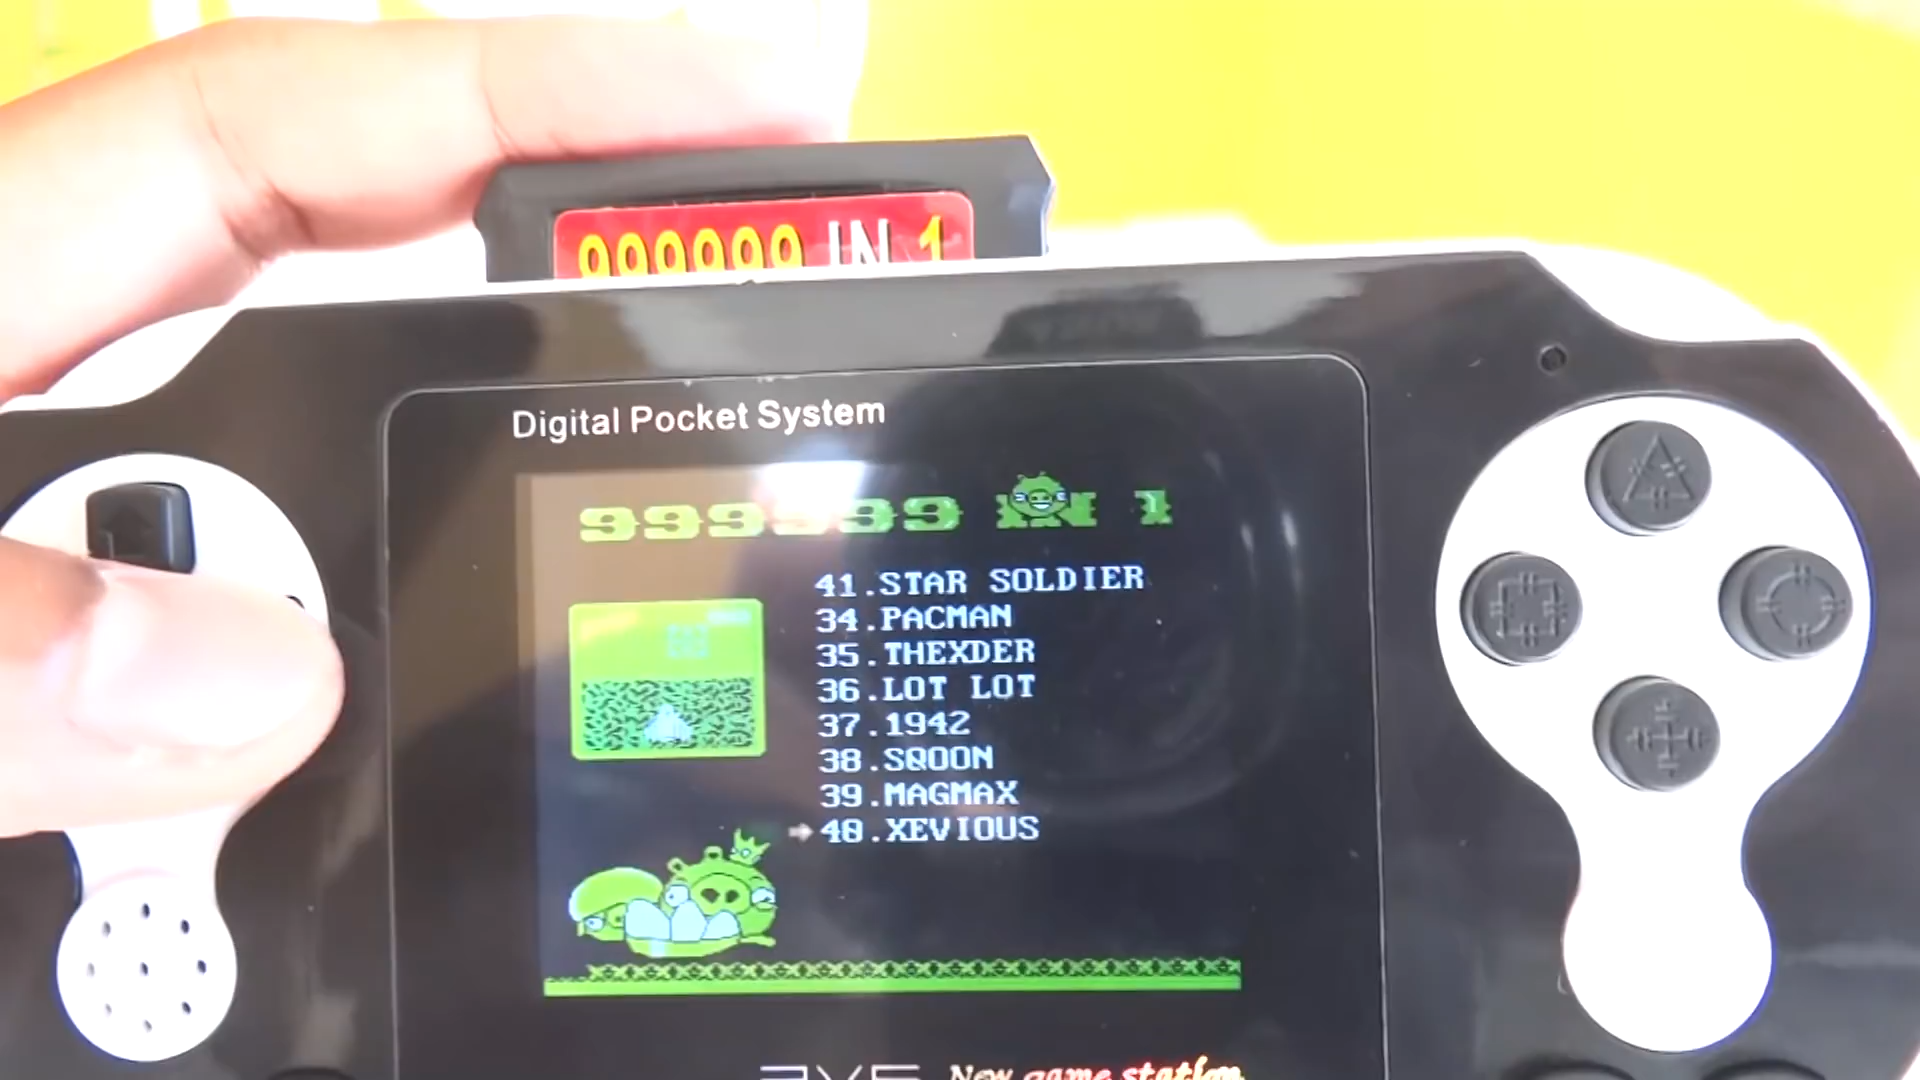 999999 IN 1
Digital Pocket System
999999 IN 1
41.STAR SOLDIER
34.PACMAN
35.THEXDER
36.LOT LOT
37.1942
38.SQOON
39.MAGMAX
40.XEVIOUS
New game station